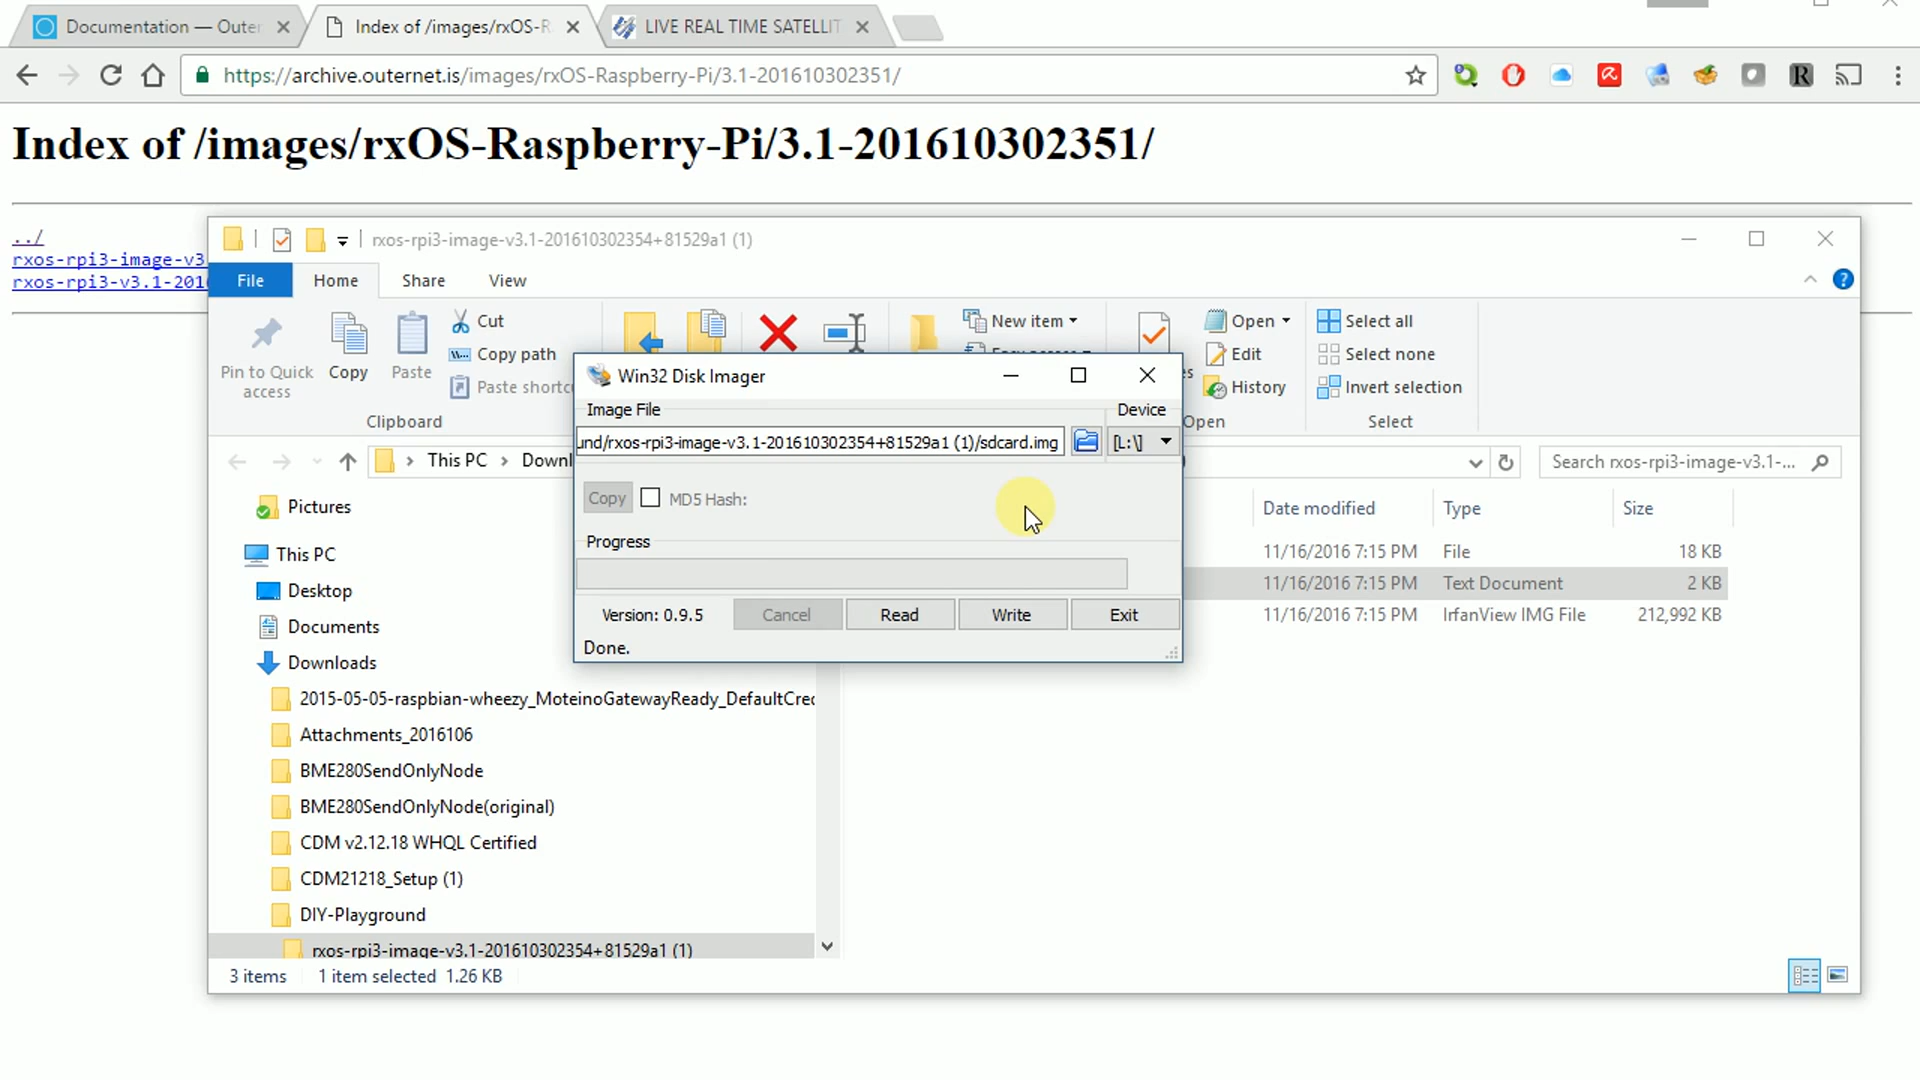 Documentation — Outer
Index of /images/rxOS-R
LIVE REAL TIME SATELLIT
https://archive.outernet.is/images/rxOS-Raspberry-Pi/3.1-201610302351/
Index of /images/rxOS-Raspberry-Pi/3.1-201610302351/
../
rxos-rpi3-image-v3
rxos-rpi3-v3.1-201
rxos-rpi3-image-v3.1-201610302354+81529a1 (1)
File
Home
Share
View
Pin to Quick access
Copy
Paste
Cut
Copy path
Paste shortc
Clipboard
New item
Open
Edit
History
Open
Select all
Select none
Invert selection
Select
This PC
Downl
Search rxos-rpi3-image-v3.1-...
Win32 Disk Imager
Image File
Device
und/rxos-rpi3-image-v3.1-201610302354+81529a1 (1)/sdcard.img
[L:\]
Copy
MD5 Hash:
Progress
Version: 0.9.5
Cancel
Read
Write
Exit
Done.
Date modified
Type
Size
11/16/2016 7:15 PM File 18 KB
11/16/2016 7:15 PM Text Document 2 KB
11/16/2016 7:15 PM IrfanView IMG File 212,992 KB
Pictures
This PC
Desktop
Documents
Downloads
2015-05-05-raspbian-wheezy_MoteinoGatewayReady_DefaultCrec
Attachments_2016106
BME280SendOnlyNode
BME280SendOnlyNode(original)
CDM v2.12.18 WHQL Certified
CDM21218_Setup (1)
DIY-Playground
rxos-rpi3-image-v3.1-201610302354+81529a1 (1)
3 items
1 item selected 1.26 KB